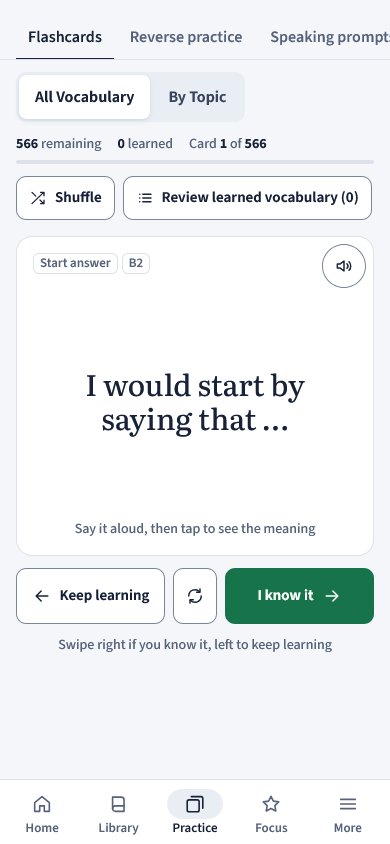 Flashcards Reverse practice Speaking prompts
All Vocabulary By Topic
566 remaining 0 learned Card 1 of 566
Shuffle Review learned vocabulary (0)
Start answer B2
I would start by
saying that ...
Say it aloud, then tap to see the meaning
Keep learning I know it
Swipe right if you know it, left to keep learning
Home Library Practice Focus More